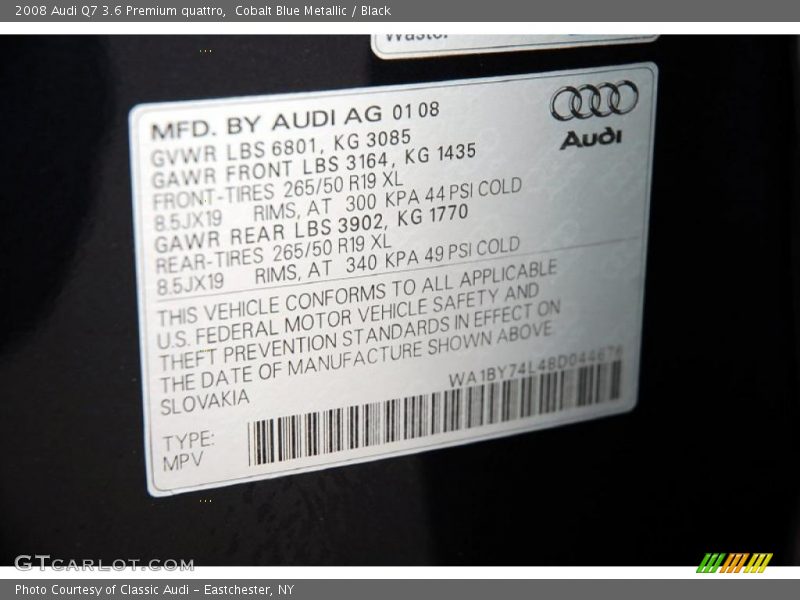 2008 Audi Q7 3.6 Premium quattro,  Cobalt Blue Metallic / Black
MFD. BY AUDI AG 01 08
Audi
GVWR LBS 6801, KG 3085
GAWR FRONT LBS 3164, KG 1435
FRONT-TIRES 265/50 R19 XL
8.5JX19 RIMS, AT 300 KPA 44 PSI COLD
GAWR REAR LBS 3902, KG 1770
REAR-TIRES 265/50 R19 XL
8.5JX19 RIMS, AT 340 KPA 49 PSI COLD
THIS VEHICLE CONFORMS TO ALL APPLICABLE
U.S. FEDERAL MOTOR VEHICLE SAFETY AND
THEFT PREVENTION STANDARDS IN EFFECT ON
THE DATE OF MANUFACTURE SHOWN ABOVE.
SLOVAKIA
TYPE:
MPV
GTCARLOT.COM
Photo Courtesy of Classic Audi – Eastchester, NY